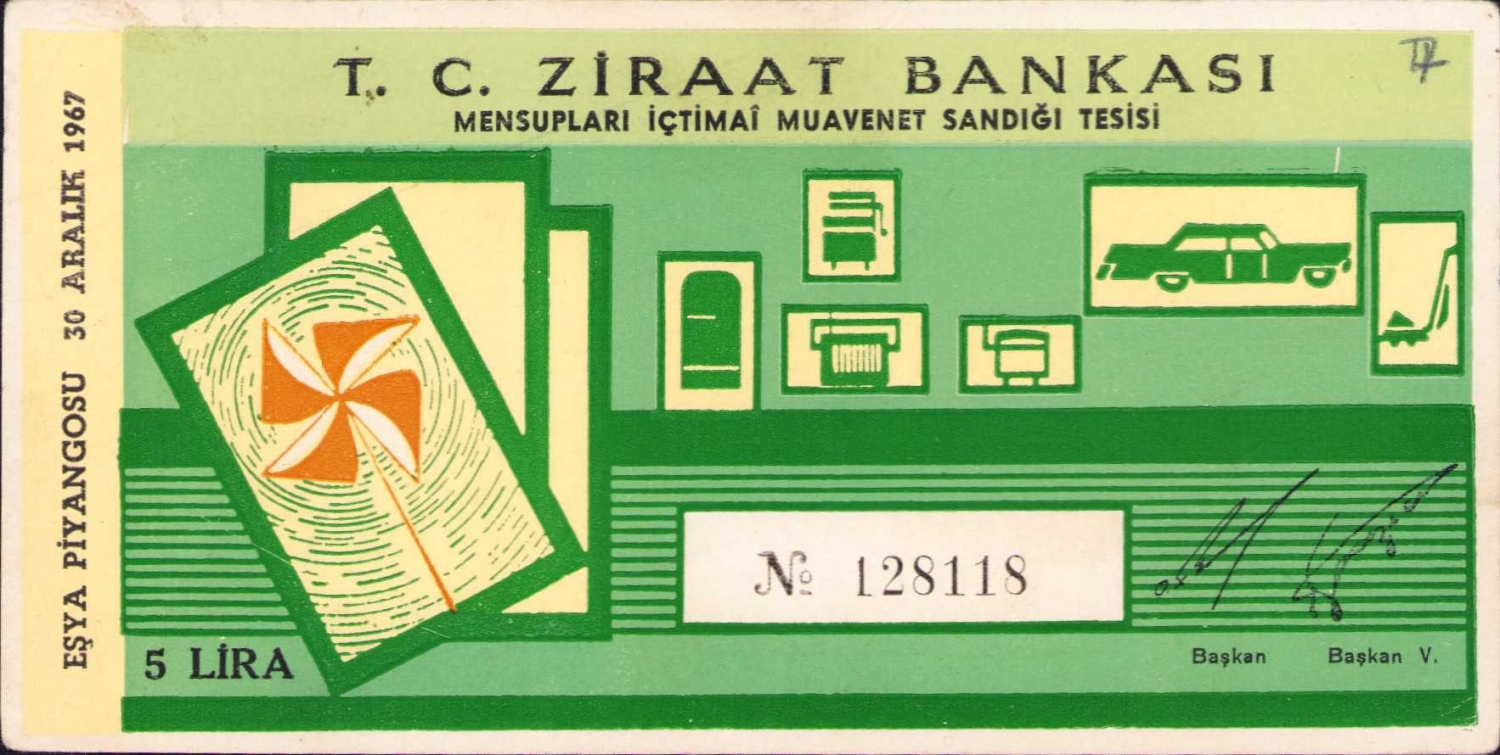 T. C. ZİRAAT BANKASI
MENSUPLARI İÇTİMAÎ MUAVENET SANDIĞI TESİSİ
EŞYA PİYANGOSU 30 ARALIK 1967
№ 128118
5 LİRA
Başkan Başkan V.